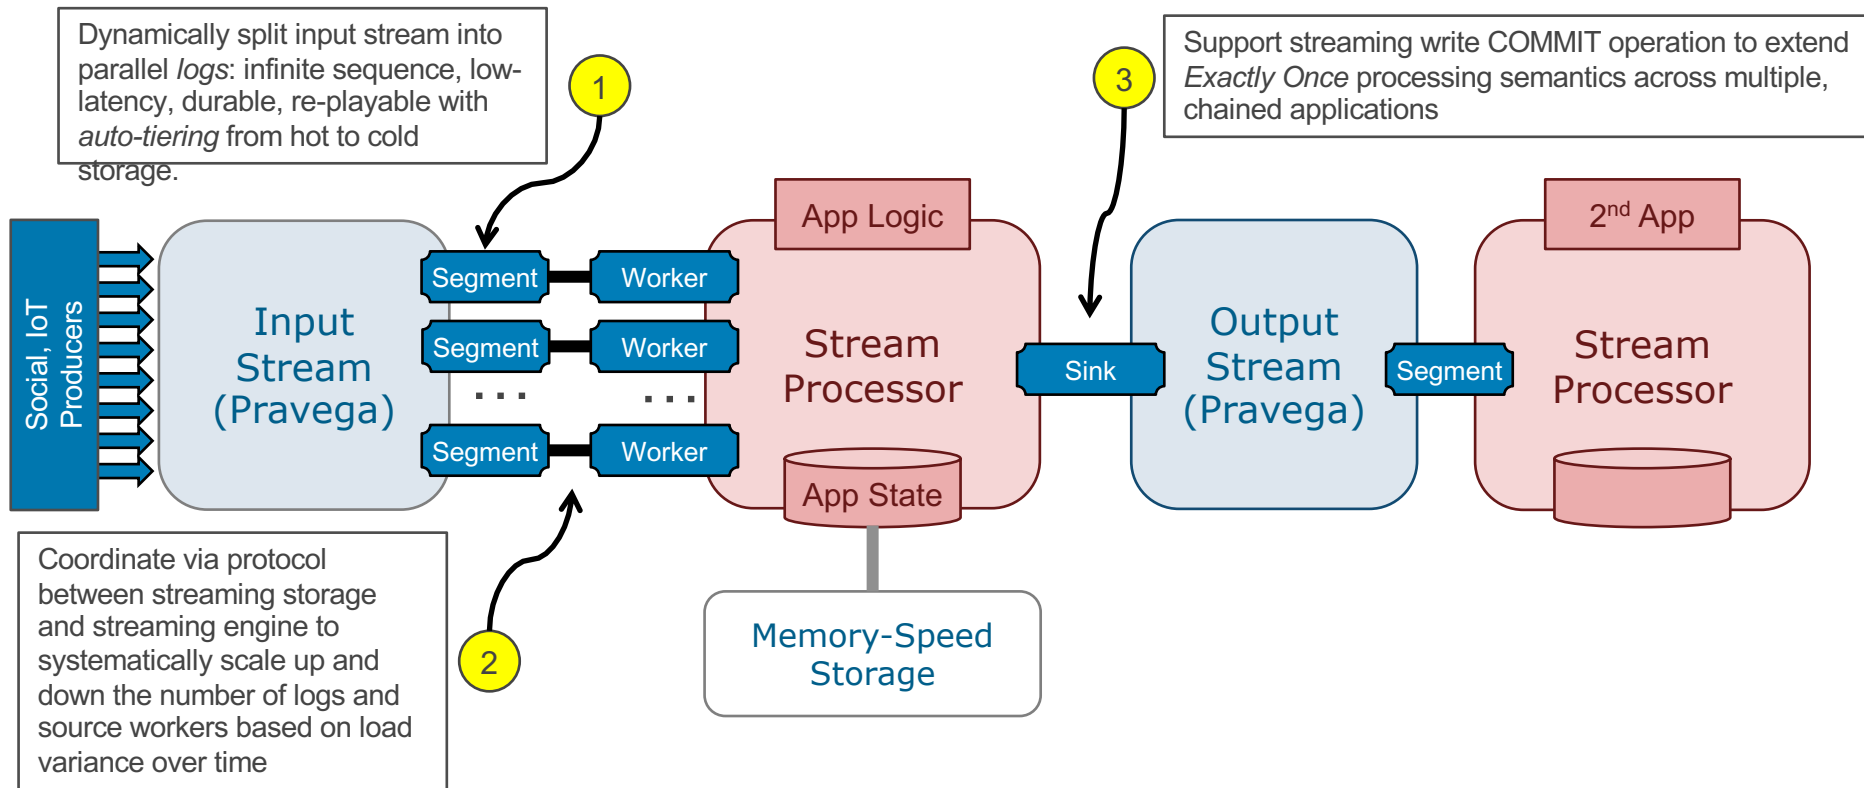 Dynamically split input stream into
parallel logs: infinite sequence, low-
latency, durable, re-playable with
auto-tiering from hot to cold
storage.
1
3
Support streaming write COMMIT operation to extend
Exactly Once processing semantics across multiple,
chained applications
Social, IoT
Producers
Input
Stream
(Pravega)
Segment
Worker
Segment
Worker
...
...
Segment
Worker
App Logic
Stream
Processor
App State
Memory-Speed
Storage
Sink
Output
Stream
(Pravega)
Segment
2nd App
Stream
Processor
Coordinate via protocol
between streaming storage
and streaming engine to
systematically scale up and
down the number of logs and
source workers based on load
variance over time
2